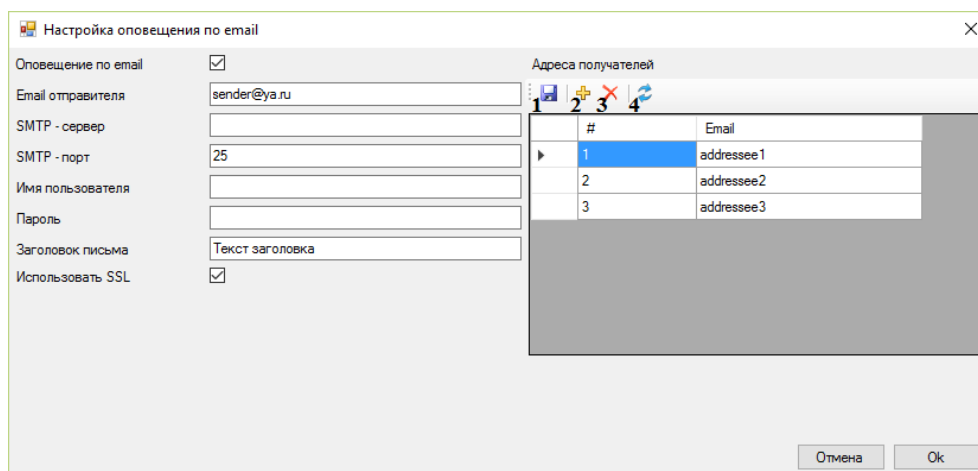 Настройка оповещения по email
Оповещение по email
Email отправителя sender@ya.ru
SMTP - сервер
SMTP - порт 25
Имя пользователя
Пароль
Заголовок письма Текст заголовка
Использовать SSL
Адреса получателей
1 2 3 4
# Email
1 addressee1
2 addressee2
3 addressee3
Отмена Ok